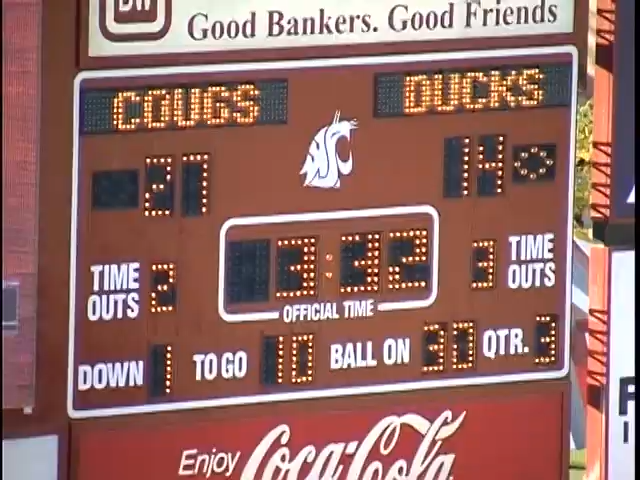 BW
Good Bankers. Good Friends
COUGS DUCKS
27 14
TIME OUTS 2 3:32 3 TIME OUTS
OFFICIAL TIME
DOWN 1 TO GO 10 BALL ON 30 QTR. 3
Enjoy Coca-Cola